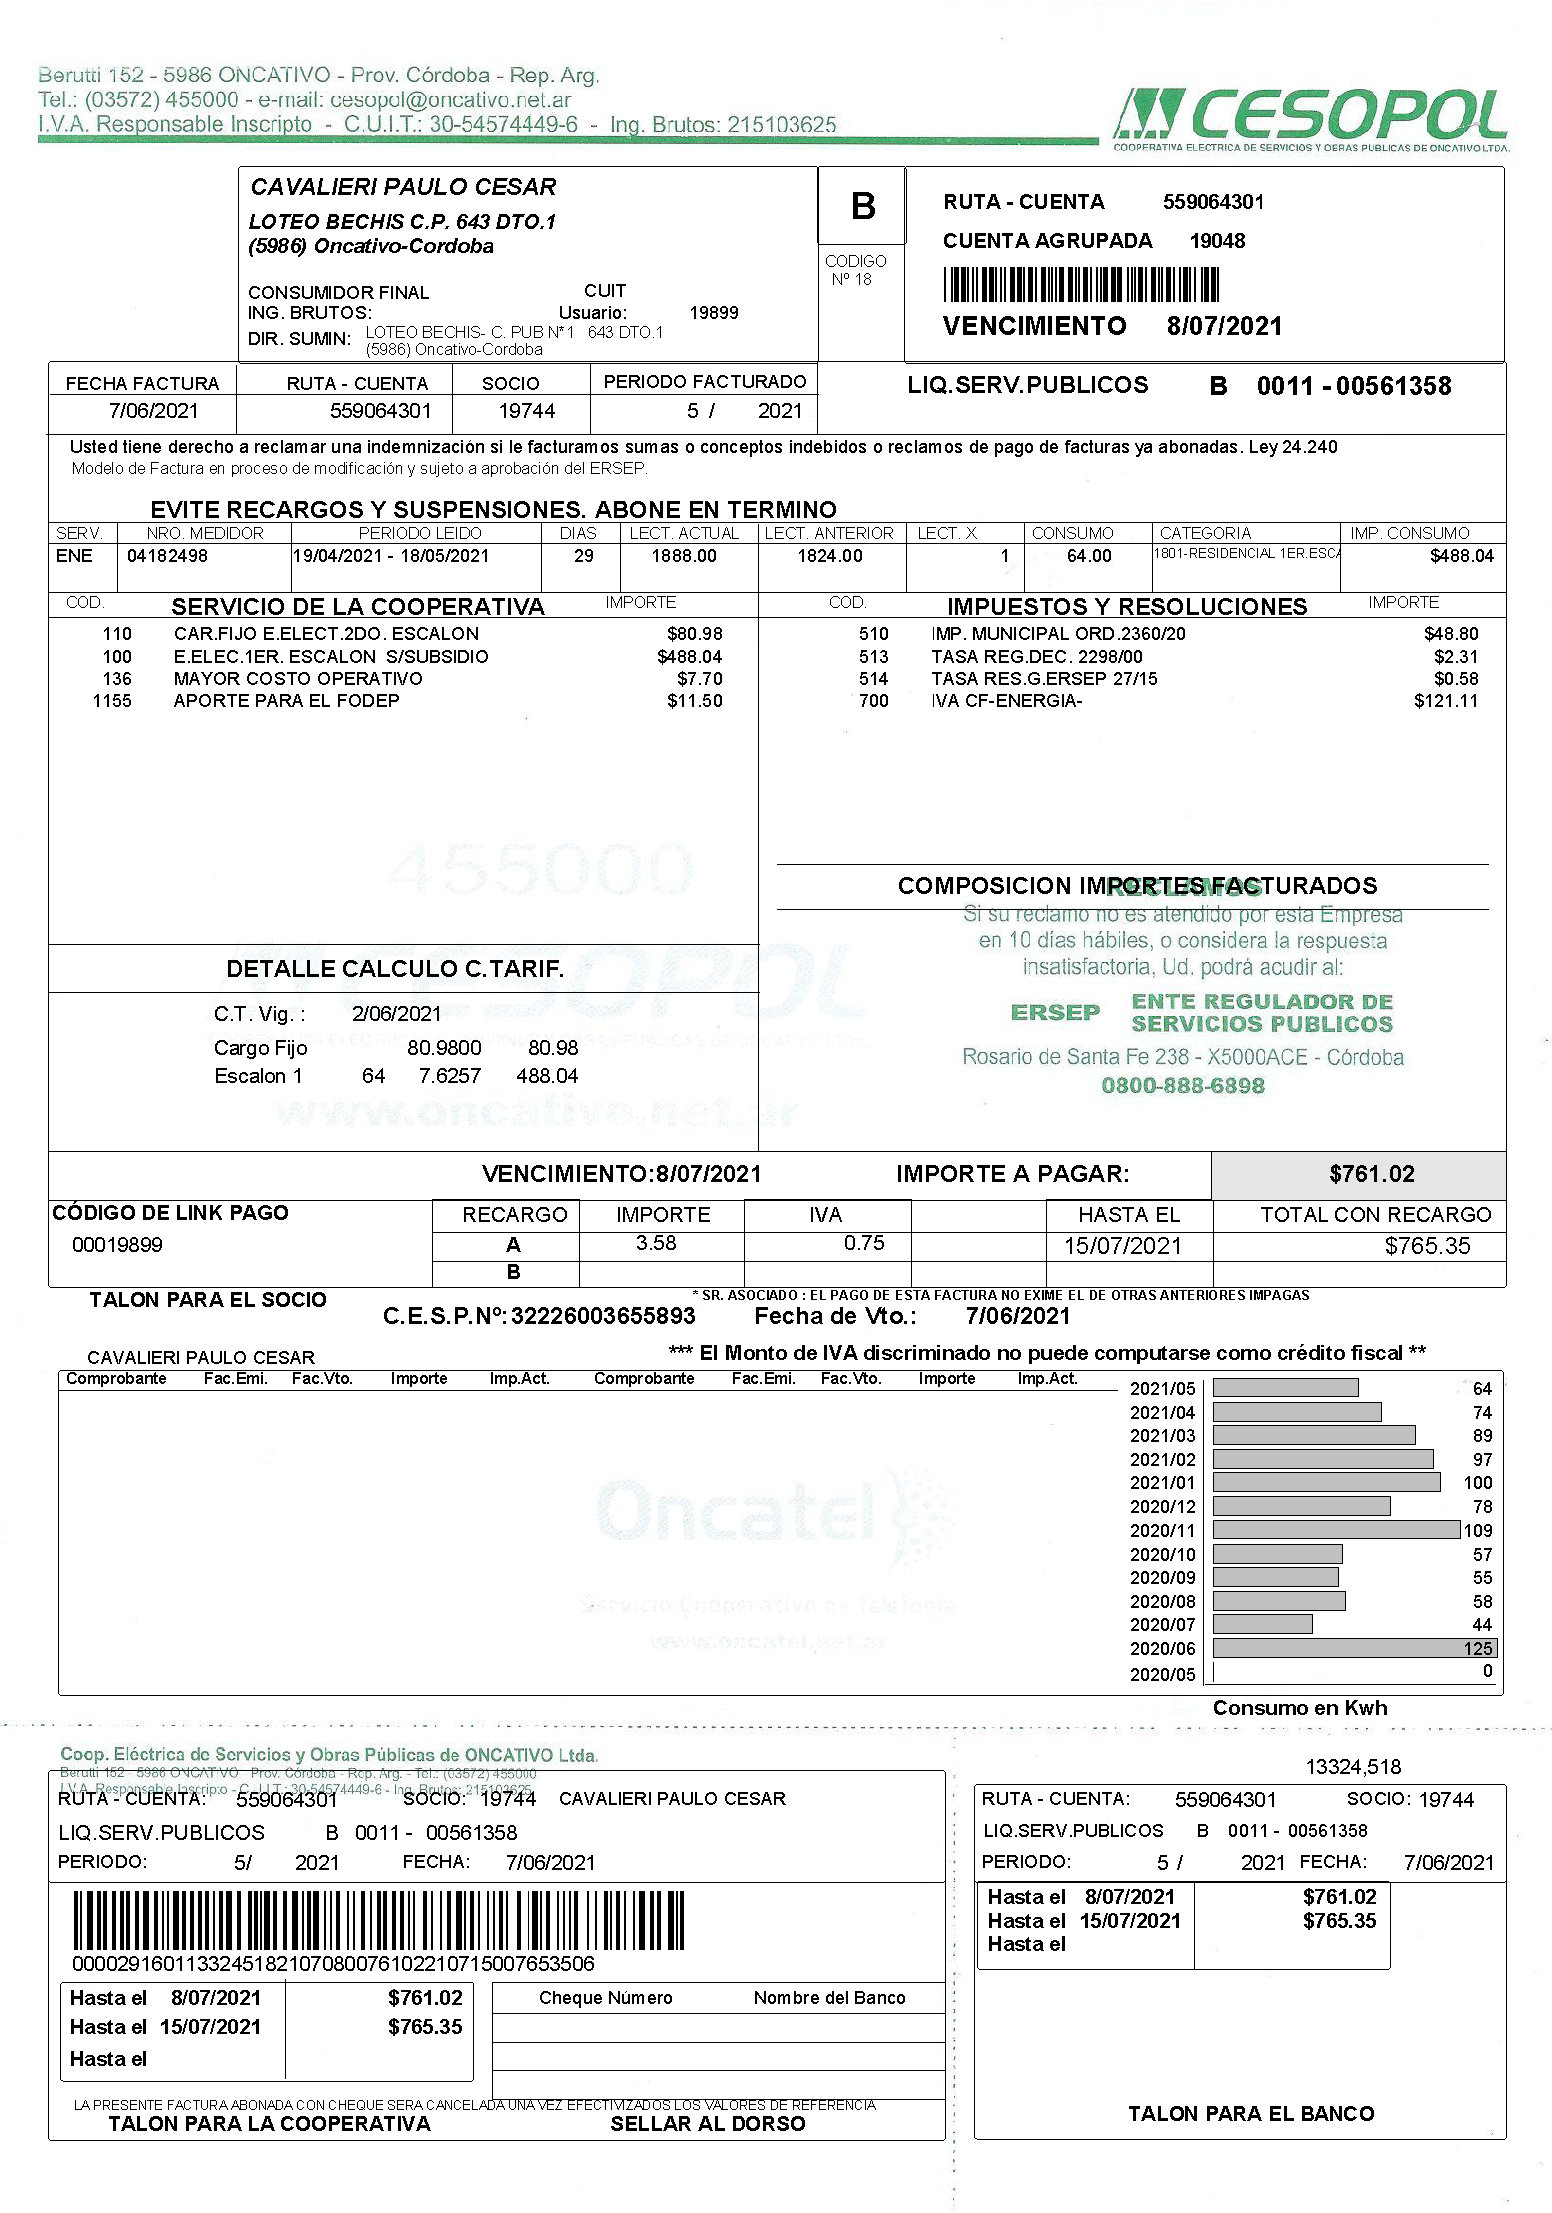 Berutti 152 - 5986 ONCATIVO - Prov. Córdoba - Rep. Arg.
Tel.: (03572) 455000 - e-mail: cesopol@oncativo.net.ar
I.V.A. Responsable Inscripto - C.U.I.T.: 30-54574449-6 - Ing. Brutos: 215103625
CESOPOL
COOPERATIVA ELECTRICA DE SERVICIOS Y OBRAS PUBLICAS DE ONCATIVO LTDA.
CAVALIERI PAULO CESAR
LOTEO BECHIS C.P. 643 DTO.1
(5986) Oncativo-Cordoba
CONSUMIDOR FINAL CUIT
ING. BRUTOS: Usuario: 19899
DIR. SUMIN: LOTEO BECHIS- C. PUB N*1 643 DTO.1
(5986) Oncativo-Cordoba
B
CODIGO
Nº 18
RUTA - CUENTA 559064301
CUENTA AGRUPADA 19048
VENCIMIENTO 8/07/2021
FECHA FACTURA RUTA - CUENTA SOCIO PERIODO FACTURADO
7/06/2021 559064301 19744 5 / 2021
LIQ.SERV.PUBLICOS B 0011 - 00561358
Usted tiene derecho a reclamar una indemnización si le facturamos sumas o conceptos indebidos o reclamos de pago de facturas ya abonadas. Ley 24.240
Modelo de Factura en proceso de modificación y sujeto a aprobación del ERSEP.
EVITE RECARGOS Y SUSPENSIONES. ABONE EN TERMINO
SERV. NRO. MEDIDOR PERIODO LEIDO DIAS LECT. ACTUAL LECT. ANTERIOR LECT. X CONSUMO CATEGORIA IMP. CONSUMO
ENE 04182498 19/04/2021 - 18/05/2021 29 1888.00 1824.00 1 64.00 1801-RESIDENCIAL 1ER.ESCA $488.04
COD. SERVICIO DE LA COOPERATIVA IMPORTE
110 CAR.FIJO E.ELECT.2DO. ESCALON $80.98
100 E.ELEC.1ER. ESCALON S/SUBSIDIO $488.04
136 MAYOR COSTO OPERATIVO $7.70
1155 APORTE PARA EL FODEP $11.50
COD. IMPUESTOS Y RESOLUCIONES IMPORTE
510 IMP. MUNICIPAL ORD.2360/20 $48.80
513 TASA REG.DEC. 2298/00 $2.31
514 TASA RES.G.ERSEP 27/15 $0.58
700 IVA CF-ENERGIA- $121.11
455000
CESOPOL
www.oncativo.net.ar
DETALLE CALCULO C.TARIF.
C.T. Vig. : 2/06/2021
Cargo Fijo 80.9800 80.98
Escalon 1 64 7.6257 488.04
COMPOSICION IMPORTES FACTURADOS
RECLAMOS
Si su reclamo no es atendido por esta Empresa
en 10 días hábiles, o considera la respuesta
insatisfactoria, Ud. podrá acudir al:
ERSEP ENTE REGULADOR DE
SERVICIOS PUBLICOS
Rosario de Santa Fe 238 - X5000ACE - Córdoba
0800-888-6898
VENCIMIENTO:8/07/2021 IMPORTE A PAGAR: $761.02
CÓDIGO DE LINK PAGO
00019899
RECARGO IMPORTE IVA HASTA EL TOTAL CON RECARGO
A 3.58 0.75 15/07/2021 $765.35
B
* SR. ASOCIADO : EL PAGO DE ESTA FACTURA NO EXIME EL DE OTRAS ANTERIORES IMPAGAS
TALON PARA EL SOCIO
C.E.S.P.Nº: 32226003655893 Fecha de Vto.: 7/06/2021
*** El Monto de IVA discriminado no puede computarse como crédito fiscal **
CAVALIERI PAULO CESAR
Comprobante Fac.Emi. Fac.Vto. Importe Imp.Act. Comprobante Fac.Emi. Fac.Vto. Importe Imp.Act.
2021/05 64
2021/04 74
2021/03 89
2021/02 97
2021/01 100
2020/12 78
2020/11 109
2020/10 57
2020/09 55
2020/08 58
2020/07 44
2020/06 125
2020/05 0
Consumo en Kwh
Oncatel
Servicio Cooperativo de Telefonía
www.oncatel.net.ar
Coop. Eléctrica de Servicios y Obras Públicas de ONCATIVO Ltda.
Berutti 152 - 5986 ONCATIVO - Prov. Córdoba - Rep. Arg. - Tel.: (03572) 455000
I.V.A. Responsable Inscripto - C.U.I.T.: 30-54574449-6 - Ing. Brutos: 215103625
RUTA - CUENTA: 559064301 SOCIO: 19744 CAVALIERI PAULO CESAR
LIQ.SERV.PUBLICOS B 0011 - 00561358
PERIODO: 5/ 2021 FECHA: 7/06/2021
0000291601133245182107080076102210715007653506
Hasta el 8/07/2021 $761.02
Hasta el 15/07/2021 $765.35
Hasta el
Cheque Número Nombre del Banco
LA PRESENTE FACTURA ABONADA CON CHEQUE SERA CANCELADA UNA VEZ EFECTIVIZADOS LOS VALORES DE REFERENCIA
TALON PARA LA COOPERATIVA SELLAR AL DORSO
13324,518
RUTA - CUENTA: 559064301 SOCIO: 19744
LIQ.SERV.PUBLICOS B 0011 - 00561358
PERIODO: 5 / 2021 FECHA: 7/06/2021
Hasta el 8/07/2021 $761.02
Hasta el 15/07/2021 $765.35
Hasta el
TALON PARA EL BANCO